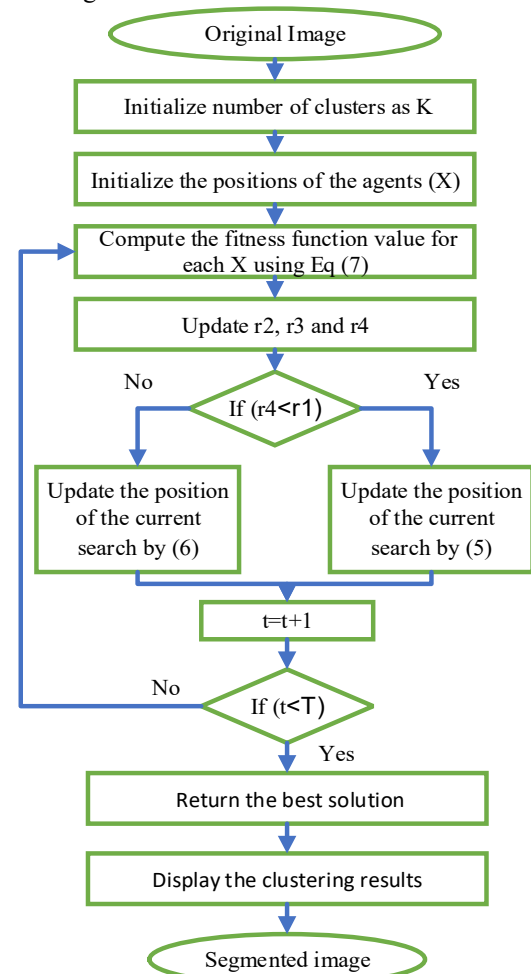 Original Image
Initialize number of clusters as K
Initialize the positions of the agents (X)
Compute the fitness function value for
each X using Eq (7)
Update r2, r3 and r4
No
Yes
If (r4<r1)
Update the position
of the current
search by (6)
Update the position
of the current
search by (5)
t=t+1
No
If (t<T)
Yes
Return the best solution
Display the clustering results
Segmented image